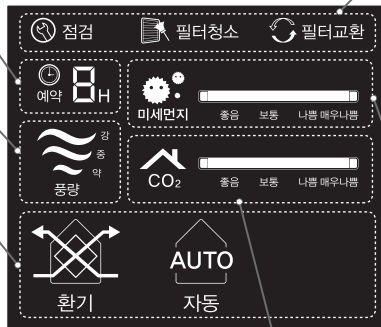 점검 필터청소 필터교환
예약 8H
미세먼지 좋음 보통 나쁨 매우나쁨
강
중
약
풍량
CO₂ 좋음 보통 나쁨 매우나쁨
AUTO
환기 자동